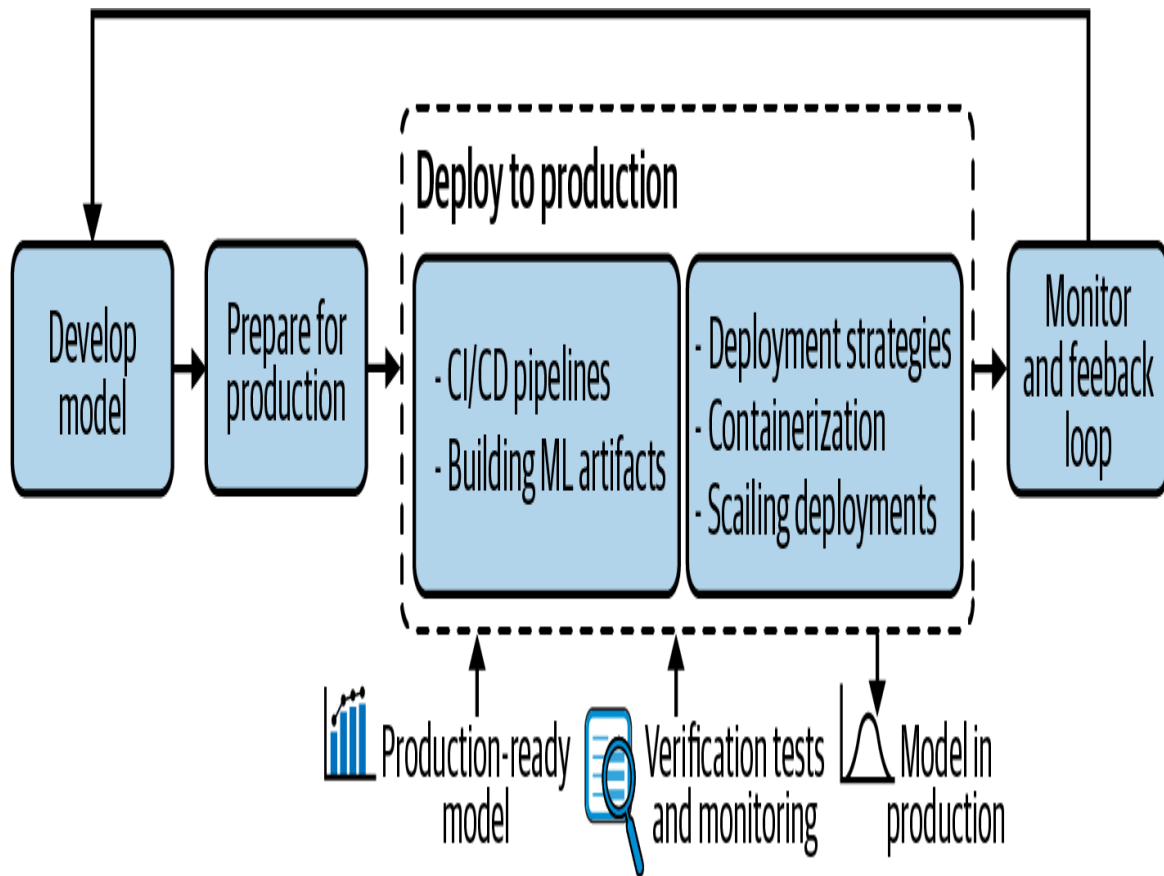 Deploy to production
Develop
model
Prepare for
production
- CI/CD pipelines
- Building ML artifacts
- Deployment strategies
- Containerization
- Scailing deployments
Monitor
and feeback
loop
Production-ready
model
Verification tests
and monitoring
Model in
production